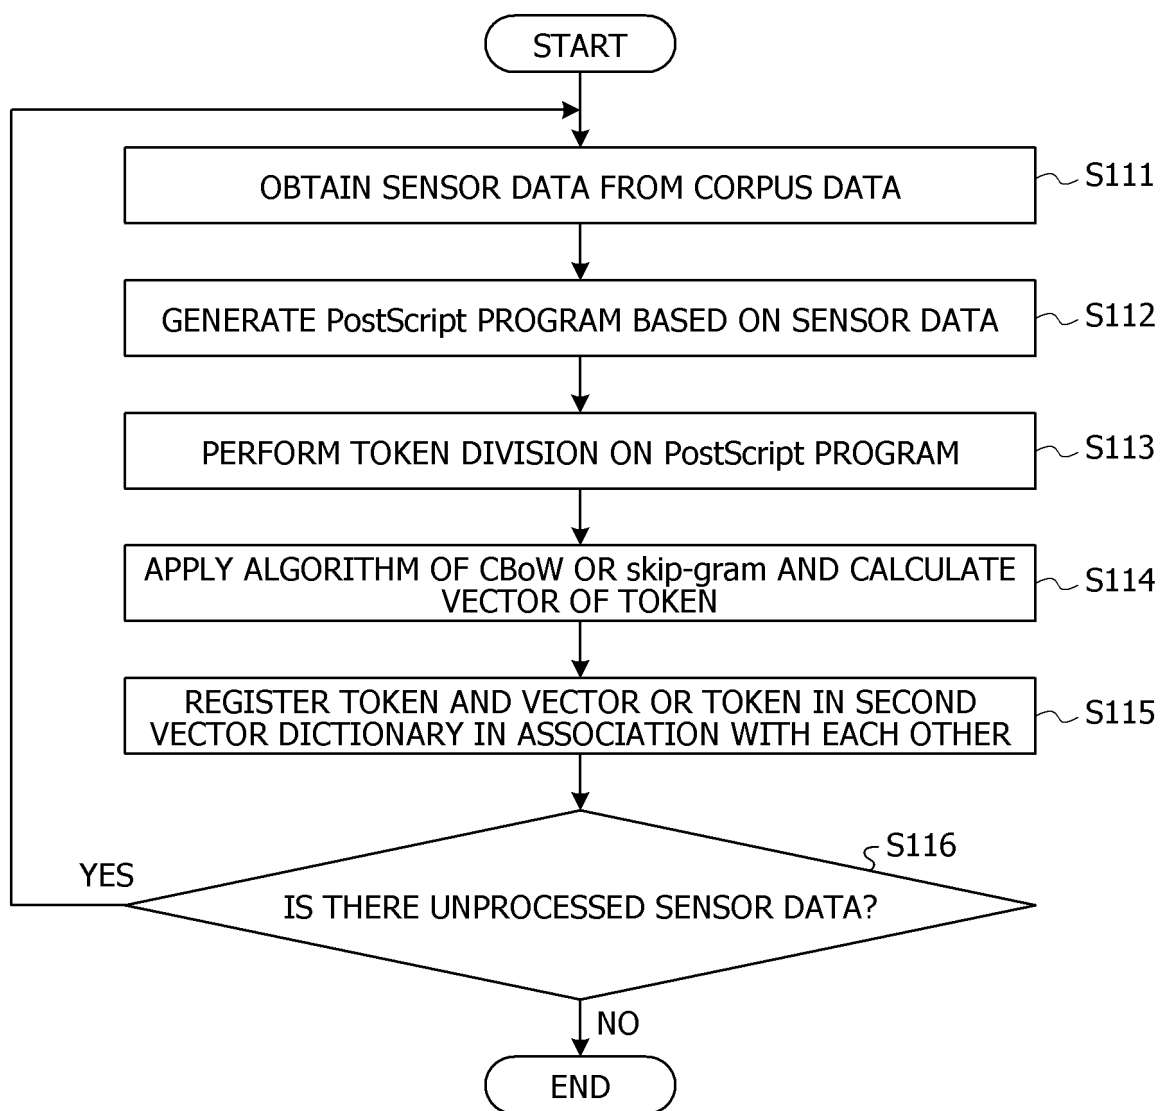 START
OBTAIN SENSOR DATA FROM CORPUS DATA
S111
GENERATE PostScript PROGRAM BASED ON SENSOR DATA
S112
PERFORM TOKEN DIVISION ON PostScript PROGRAM
S113
APPLY ALGORITHM OF CBoW OR skip-gram AND CALCULATE
VECTOR OF TOKEN
S114
REGISTER TOKEN AND VECTOR OR TOKEN IN SECOND
VECTOR DICTIONARY IN ASSOCIATION WITH EACH OTHER
S115
S116
YES
IS THERE UNPROCESSED SENSOR DATA?
NO
END